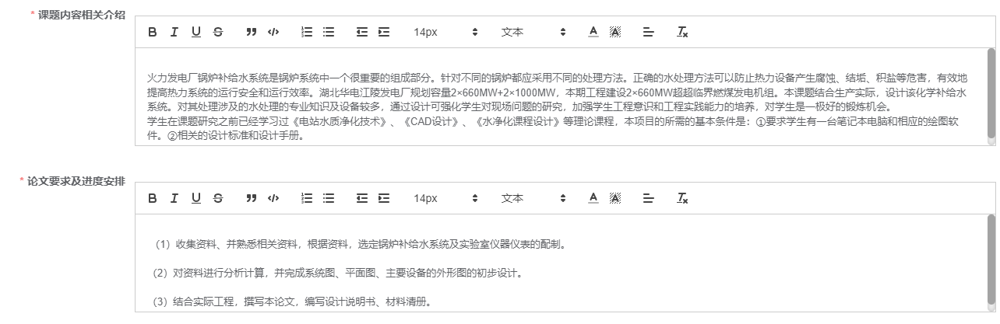 * 课题内容相关介绍
B I U S 14px 文本 A A
火力发电厂锅炉补给水系统是锅炉系统中一个很重要的组成部分。针对不同的锅炉都应采用不同的处理方法。正确的水处理方法可以防止热力设备产生腐蚀、结垢、积盐等危害，有效地
提高热力系统的运行安全和运行效率。湖北华电江陵发电厂规划容量2×660MW+2×1000MW，本期工程建设2×660MW超超临界燃煤发电机组。本课题结合生产实际，设计该化学补给水
系统。对其处理涉及的水处理的专业知识及设备较多，通过设计可强化学生对现场问题的研究，加强学生工程意识和工程实践能力的培养，对学生是一极好的锻炼机会。
学生在课题研究之前已经学习过《电站水质净化技术》、《CAD设计》、《水净化课程设计》等理论课程，本项目的所需的基本条件是：①要求学生有一台笔记本电脑和相应的绘图软
件。②相关的设计标准和设计手册。
* 论文要求及进度安排
B I U S 14px 文本 A A
（1）收集资料、并熟悉相关资料，根据资料，选定锅炉补给水系统及实验室仪器仪表的配制。
（2）对资料进行分析计算，并完成系统图、平面图、主要设备的外形图的初步设计。
（3）结合实际工程，撰写本论文，编写设计说明书、材料清册。